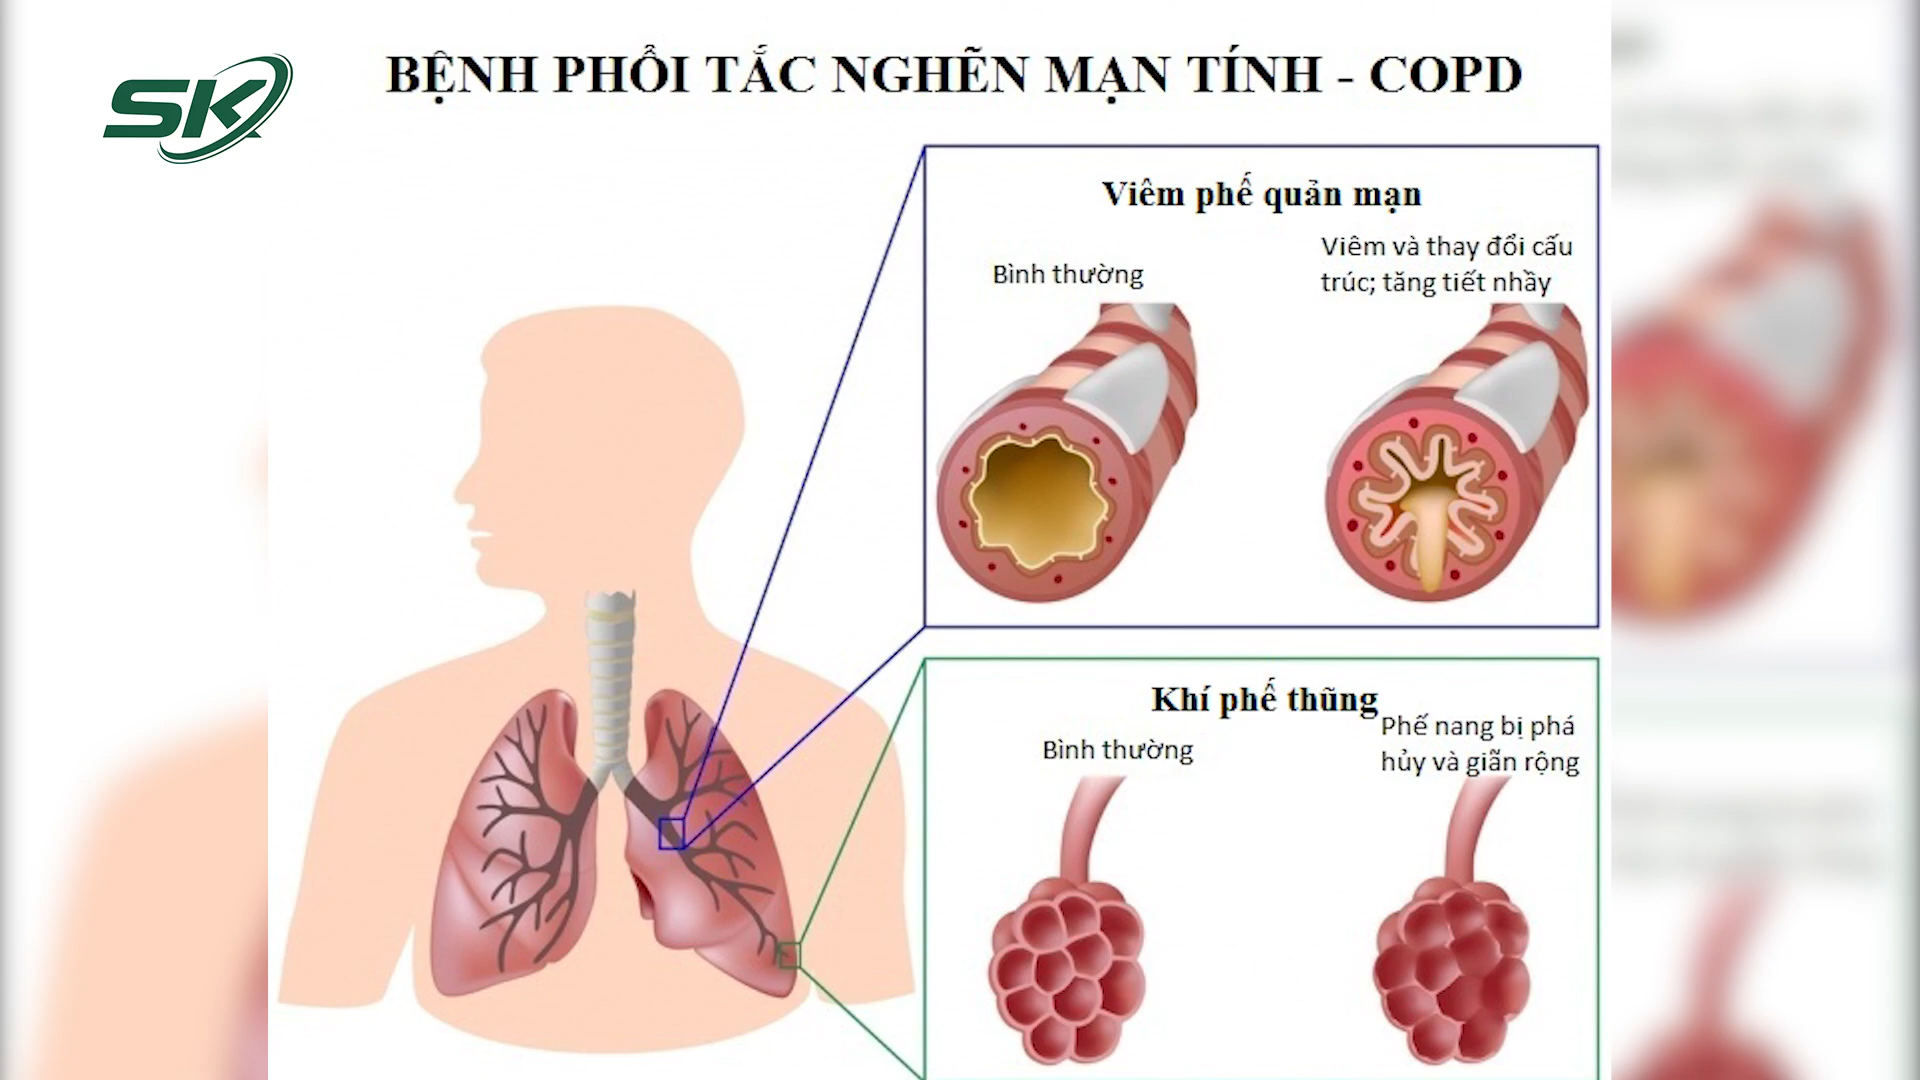 SK
BỆNH PHỔI TẮC NGHẼN MẠN TÍNH - COPD
Viêm phế quản mạn
Bình thường
Viêm và thay đổi cấu
trúc; tăng tiết nhầy
Khí phế thũng
Bình thường
Phế nang bị phá
hủy và giãn rộng